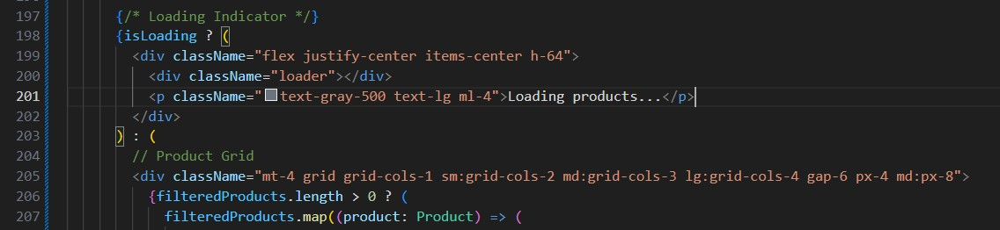 197 {/* Loading Indicator */}
198 {isLoading ? (
199 <div className="flex justify-center items-center h-64">
200 <div className="loader"></div>
201 <p className="text-gray-500 text-lg ml-4">Loading products...</p>
202 </div>
203 ) : (
204 // Product Grid
205 <div className="mt-4 grid grid-cols-1 sm:grid-cols-2 md:grid-cols-3 lg:grid-cols-4 gap-6 px-4 md:px-8">
206 {filteredProducts.length > 0 ? (
207 filteredProducts.map((product: Product) => (